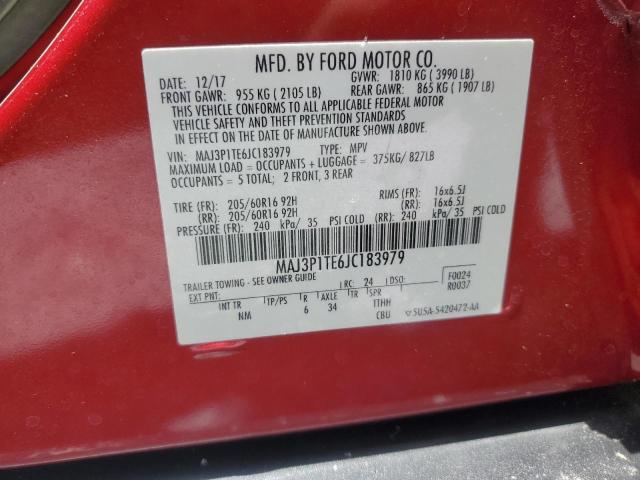 MFD. BY FORD MOTOR CO.
DATE: 12/17 GVWR: 1810 KG ( 3990 LB)
FRONT GAWR: 955 KG ( 2105 LB) REAR GAWR: 865 KG ( 1907 LB)
THIS VEHICLE CONFORMS TO ALL APPLICABLE FEDERAL MOTOR
VEHICLE SAFETY AND THEFT PREVENTION STANDARDS
IN EFFECT ON THE DATE OF MANUFACTURE SHOWN ABOVE.
VIN: MAJ3P1TE6JC183979 TYPE: MPV
MAXIMUM LOAD = OCCUPANTS + LUGGAGE = 375KG/ 827LB
OCCUPANTS = 5 TOTAL; 2 FRONT, 3 REAR
TIRE (FR): 205/60R16 92H RIMS (FR): 16x6.5J
(RR): 205/60R16 92H (RR): 16x6.5J
PRESSURE (FR): 240 kPa/ 35 PSI COLD (RR): 240 kPa/ 35 PSI COLD
MAJ3P1TE6JC183979
TRAILER TOWING - SEE OWNER GUIDE
EXT PNT: RC: 24 DSO: F0024
R0037
INT TR TP/PS R AXLE TR SPR ITHH
NM 6 34 CBU 5U5A-5420472-AA